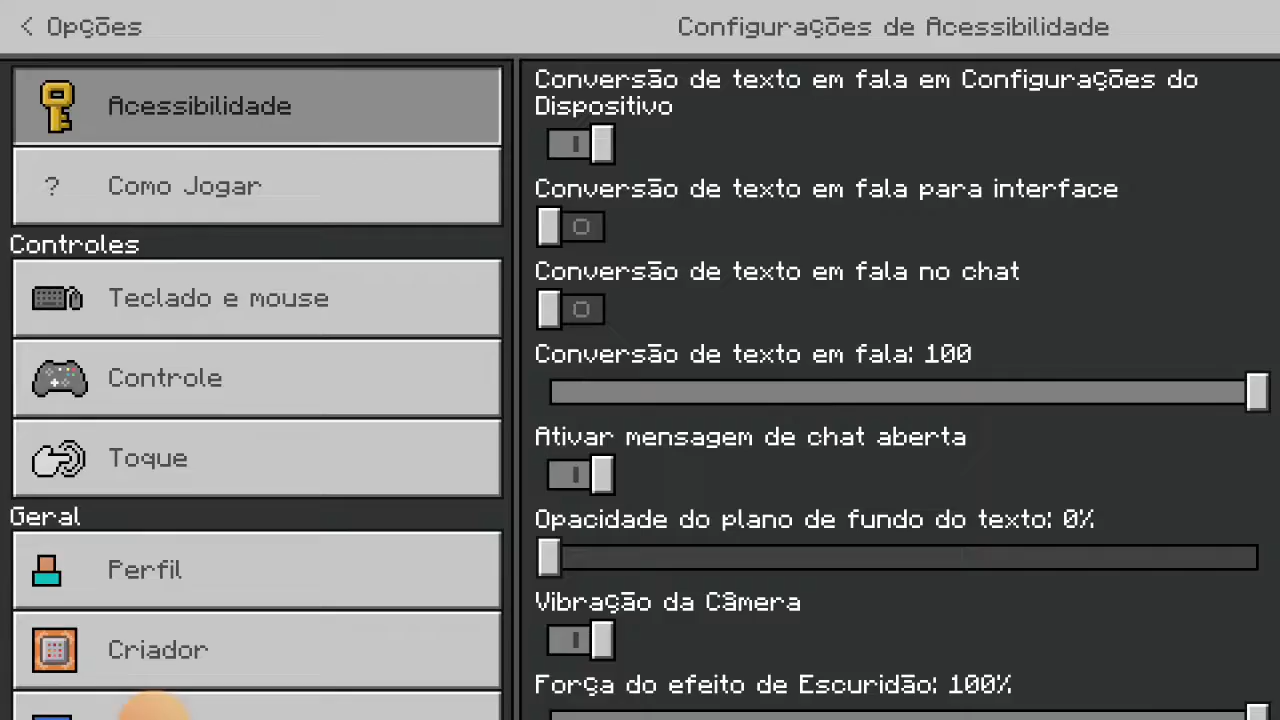 < Opções
Configurações de Acessibilidade
Acessibilidade
? Como Jogar
Controles
Teclado e mouse
Controle
Toque
Geral
Perfil
Criador
Conversão de texto em fala em Configurações do
Dispositivo
Conversão de texto em fala para interface
Conversão de texto em fala no chat
Conversão de texto em fala: 100
Ativar mensagem de chat aberta
Opacidade do plano de fundo do texto: 0%
Vibração da Câmera
Força do efeito de Escuridão: 100%